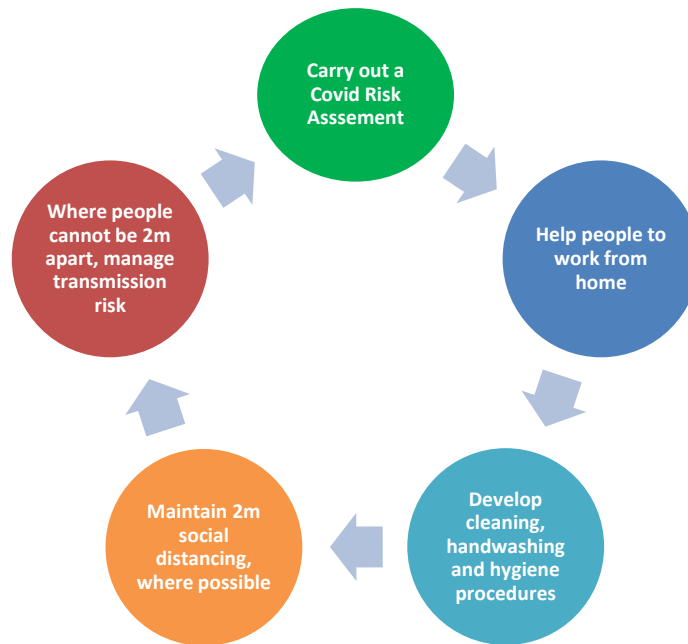 Carry out a
Covid Risk
Asssement
Help people to
work from
home
Develop
cleaning,
handwashing
and hygiene
procedures
Maintain 2m
social
distancing,
where possible
Where people
cannot be 2m
apart, manage
transmission
risk